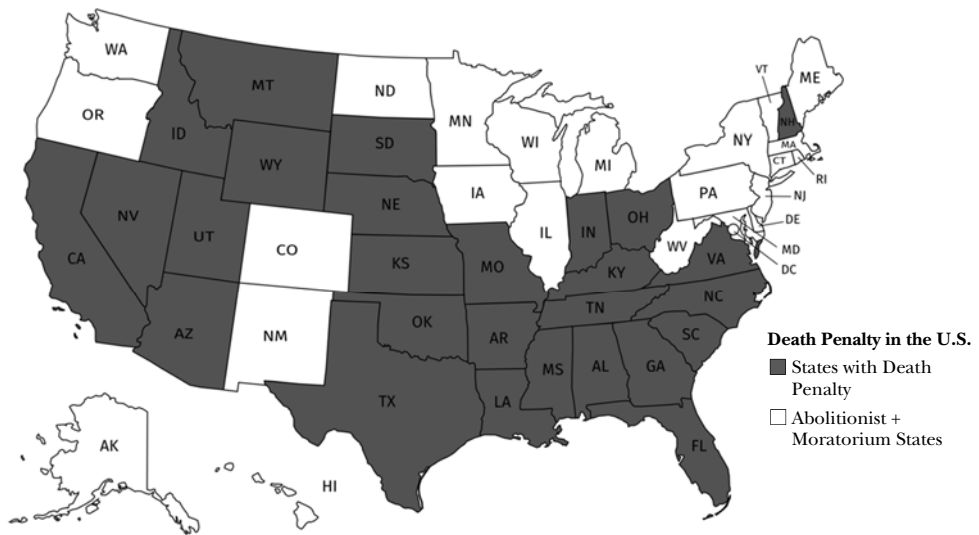 WA
OR
MT
ID
ND
MN
SD
WY
WI
MI
VT
ME
NH
NY
MA
CT
RI
IA
NE
PA
NJ
NV
UT
CO
IL
IN
OH
DE
MD
DC
WV
VA
CA
KS
MO
KY
AZ
NM
OK
AR
TN
NC
SC
MS
AL
GA
TX
LA
FL
AK
HI
Death Penalty in the U.S.
States with Death
Penalty
Abolitionist +
Moratorium States